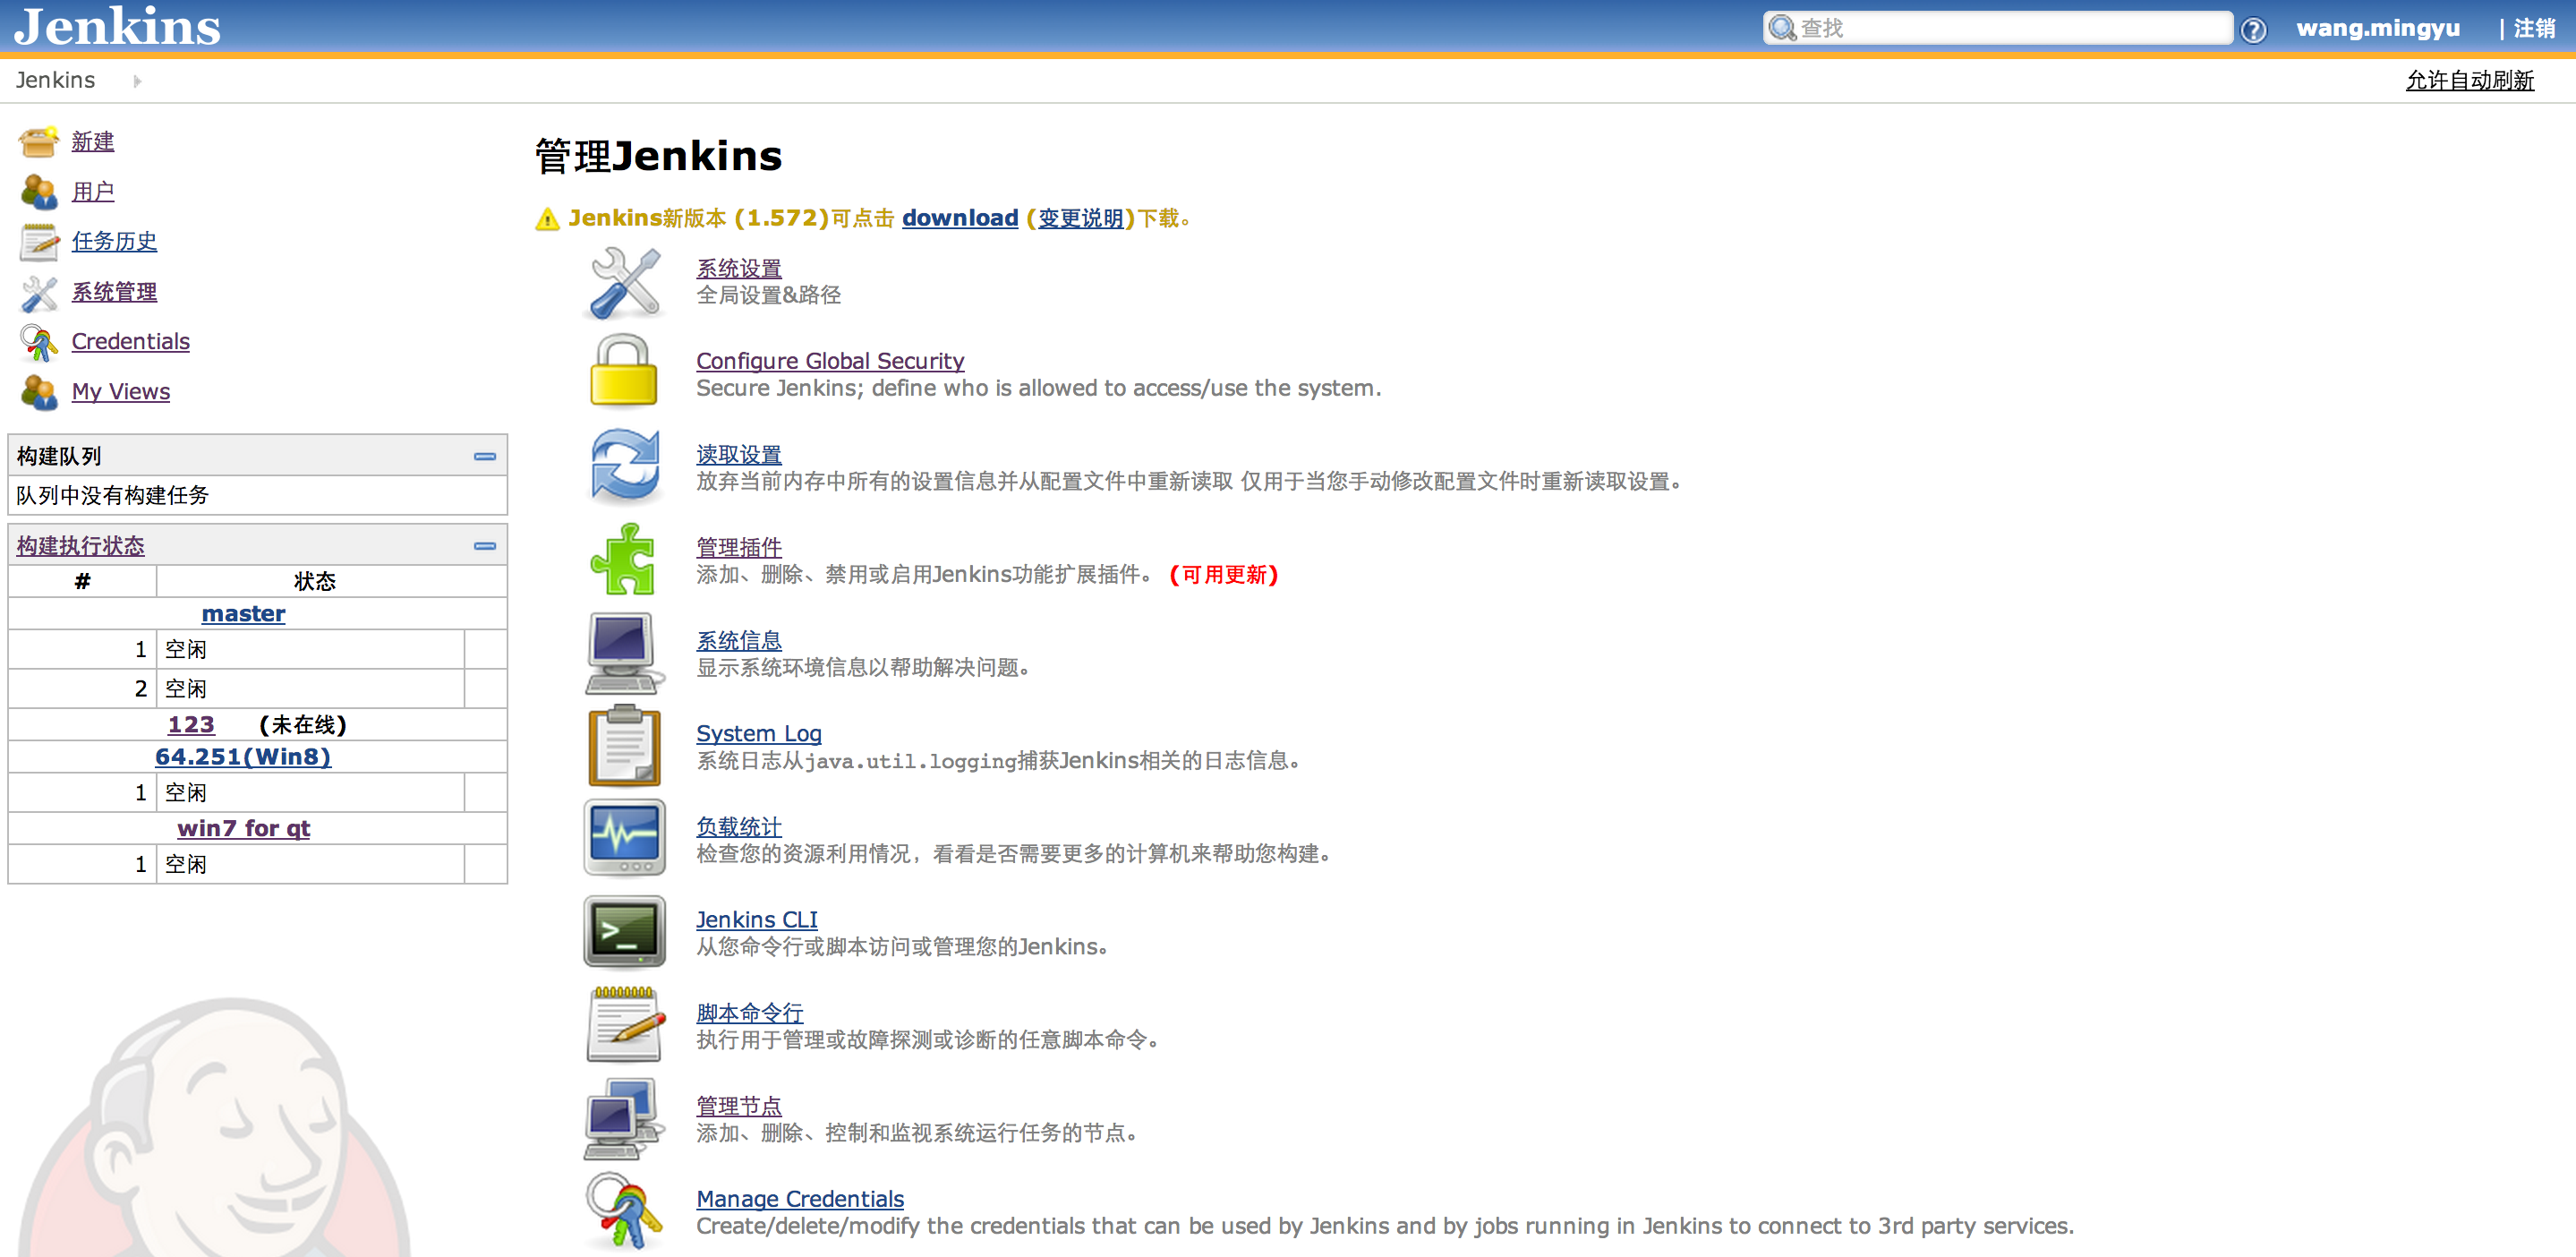 Jenkins
查找
wang.mingyu | 注销
Jenkins
允许自动刷新
新建
用户
任务历史
系统管理
Credentials
My Views
构建队列
队列中没有构建任务
构建执行状态
# 状态
master
1 空闲
2 空闲
123 (未在线)
64.251(Win8)
1 空闲
win7 for qt
1 空闲
管理Jenkins
Jenkins新版本 (1.572)可点击 download (变更说明)下载。
系统设置
全局设置&路径
Configure Global Security
Secure Jenkins; define who is allowed to access/use the system.
读取设置
放弃当前内存中所有的设置信息并从配置文件中重新读取 仅用于当您手动修改配置文件时重新读取设置。
管理插件
添加、删除、禁用或启用Jenkins功能扩展插件。 (可用更新)
系统信息
显示系统环境信息以帮助解决问题。
System Log
系统日志从java.util.logging捕获Jenkins相关的日志信息。
负载统计
检查您的资源利用情况，看看是否需要更多的计算机来帮助您构建。
Jenkins CLI
从您命令行或脚本访问或管理您的Jenkins。
脚本命令行
执行用于管理或故障探测或诊断的任意脚本命令。
管理节点
添加、删除、控制和监视系统运行任务的节点。
Manage Credentials
Create/delete/modify the credentials that can be used by Jenkins and by jobs running in Jenkins to connect to 3rd party services.